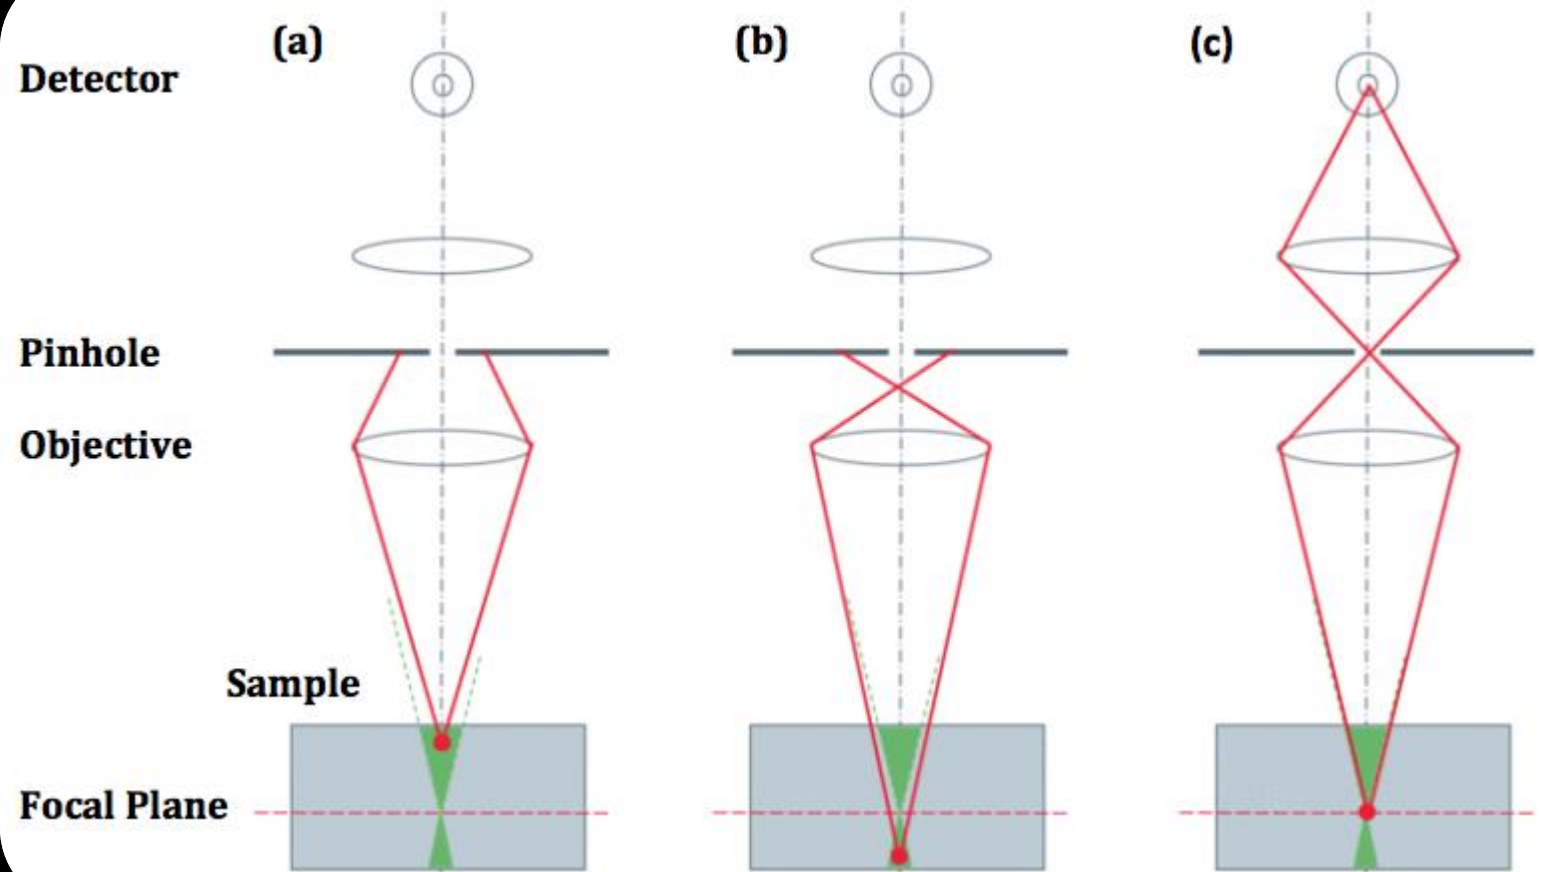 (a)
(b)
(c)
Detector
Pinhole
Objective
Sample
Focal Plane